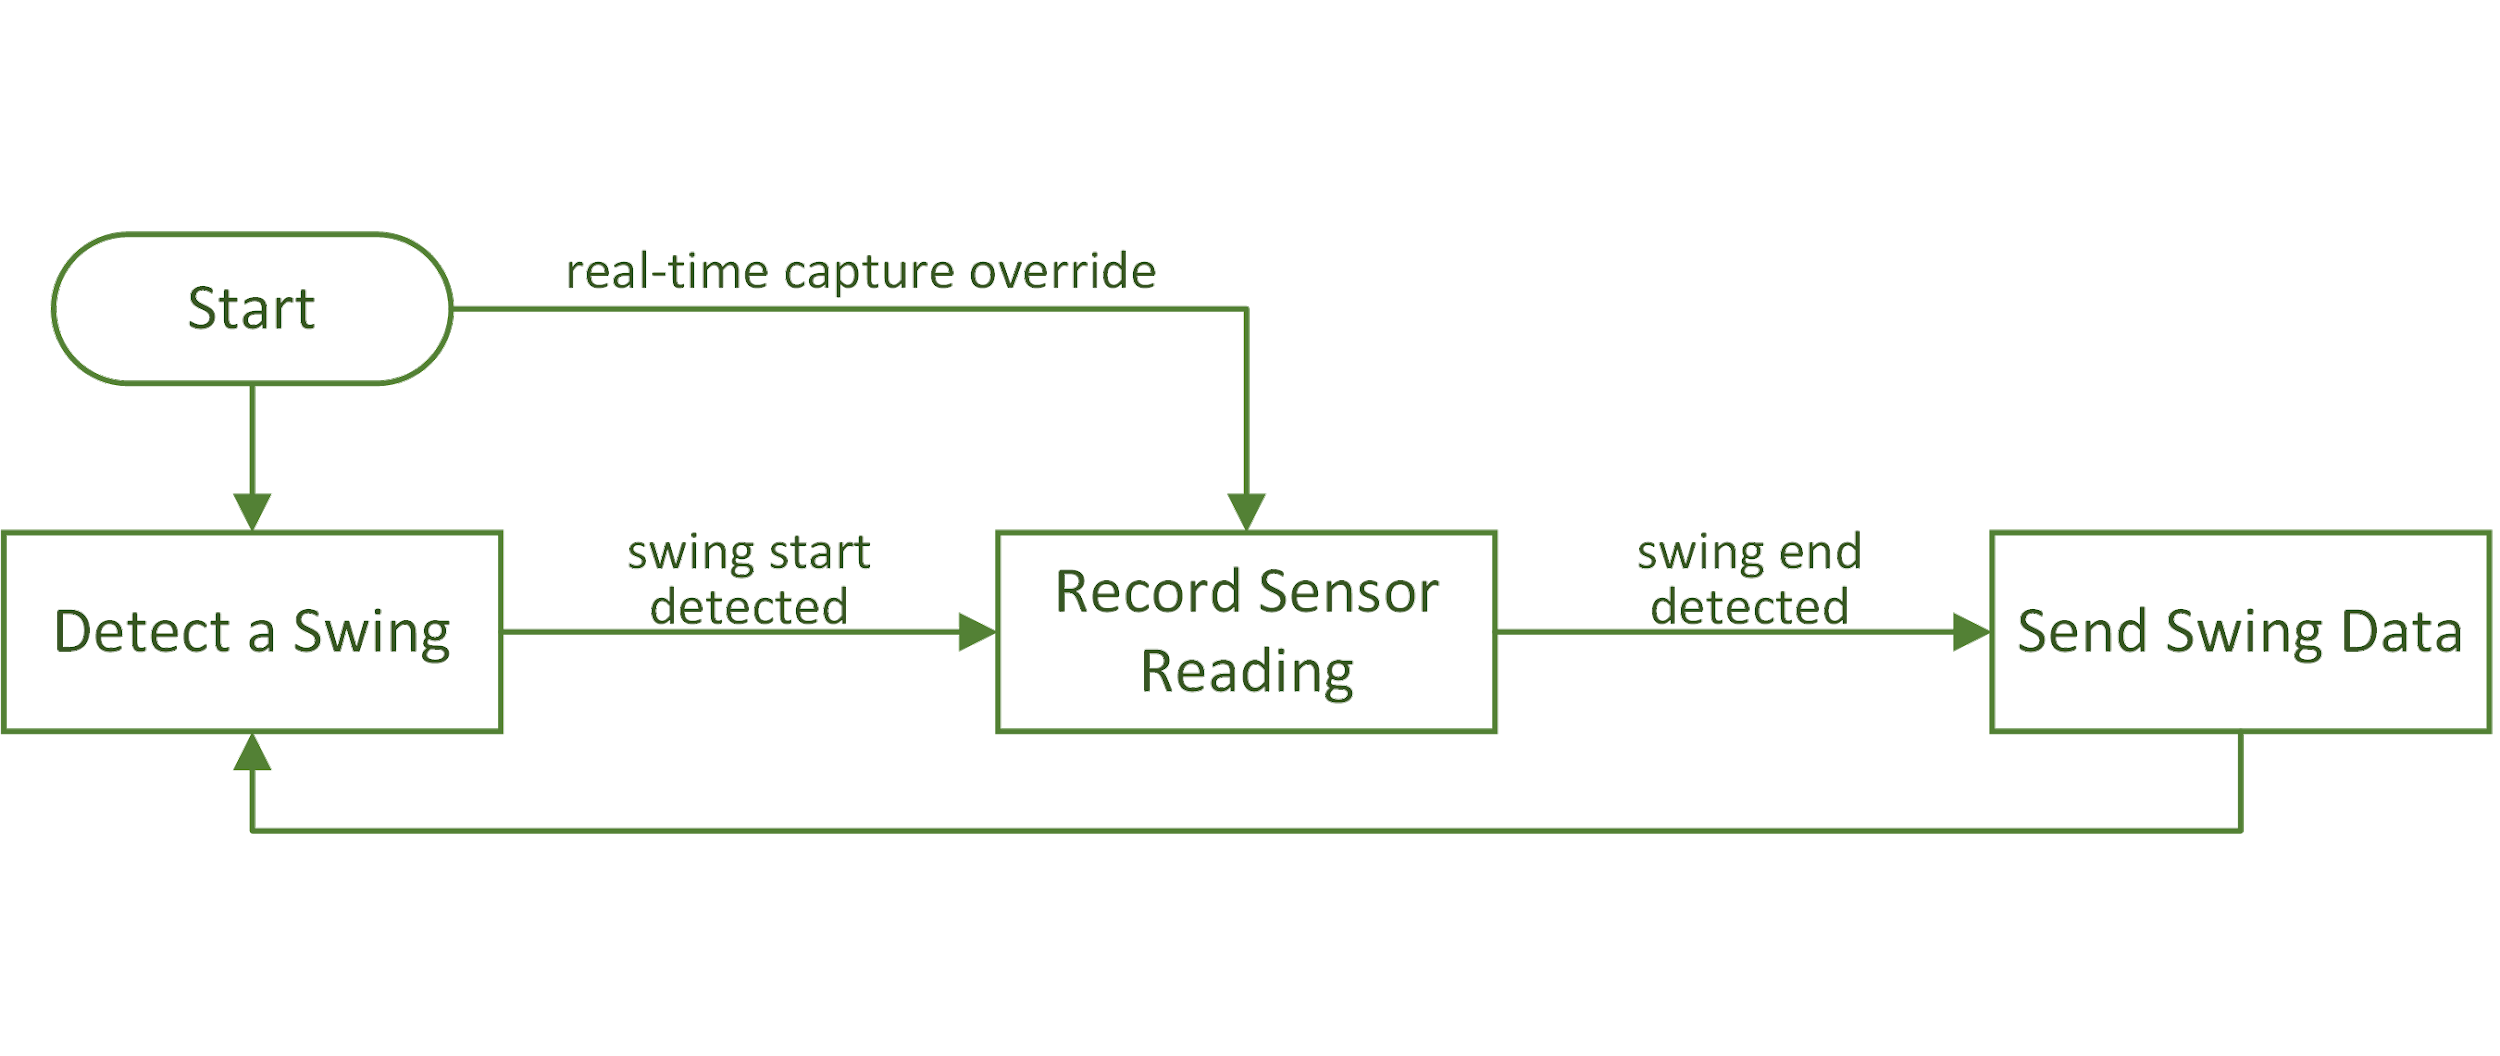 Start
real-time capture override
Detect a Swing
swing start
detected
Record Sensor
Reading
swing end
detected
Send Swing Data